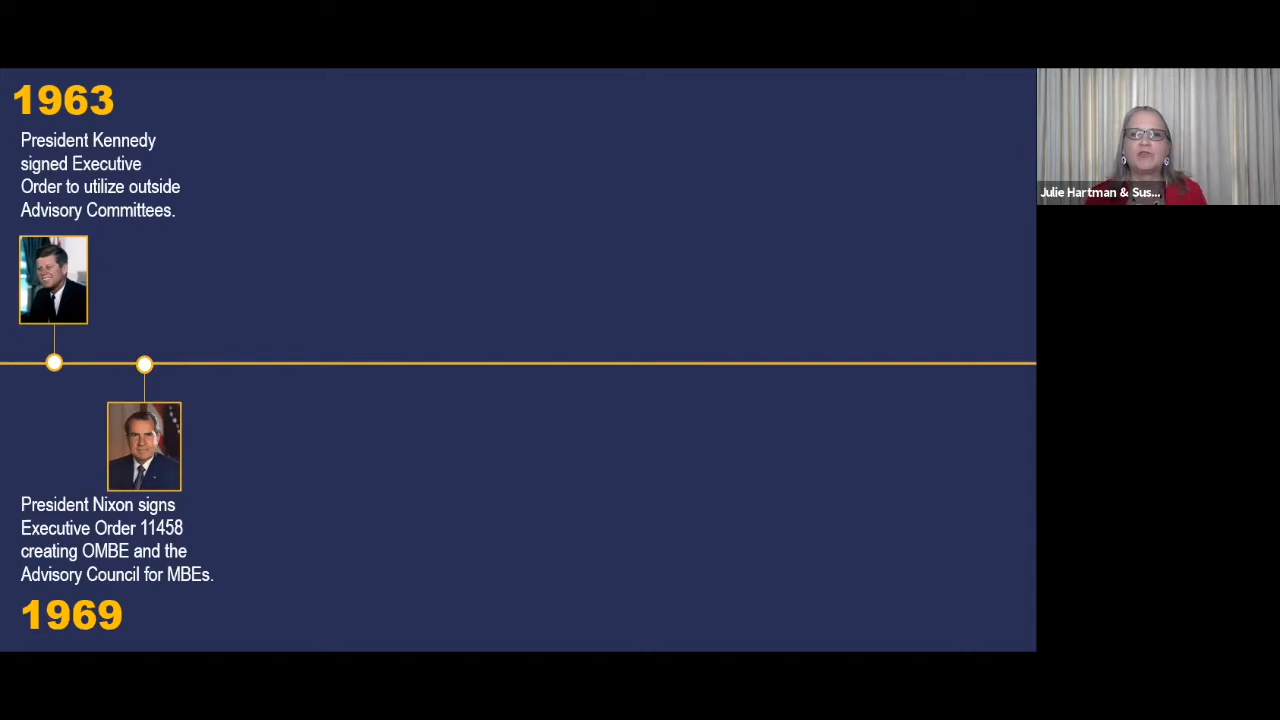 1963
President Kennedy
signed Executive
Order to utilize outside
Advisory Committees.
President Nixon signs
Executive Order 11458
creating OMBE and the
Advisory Council for MBEs.
1969
Julie Hartman & Sus...